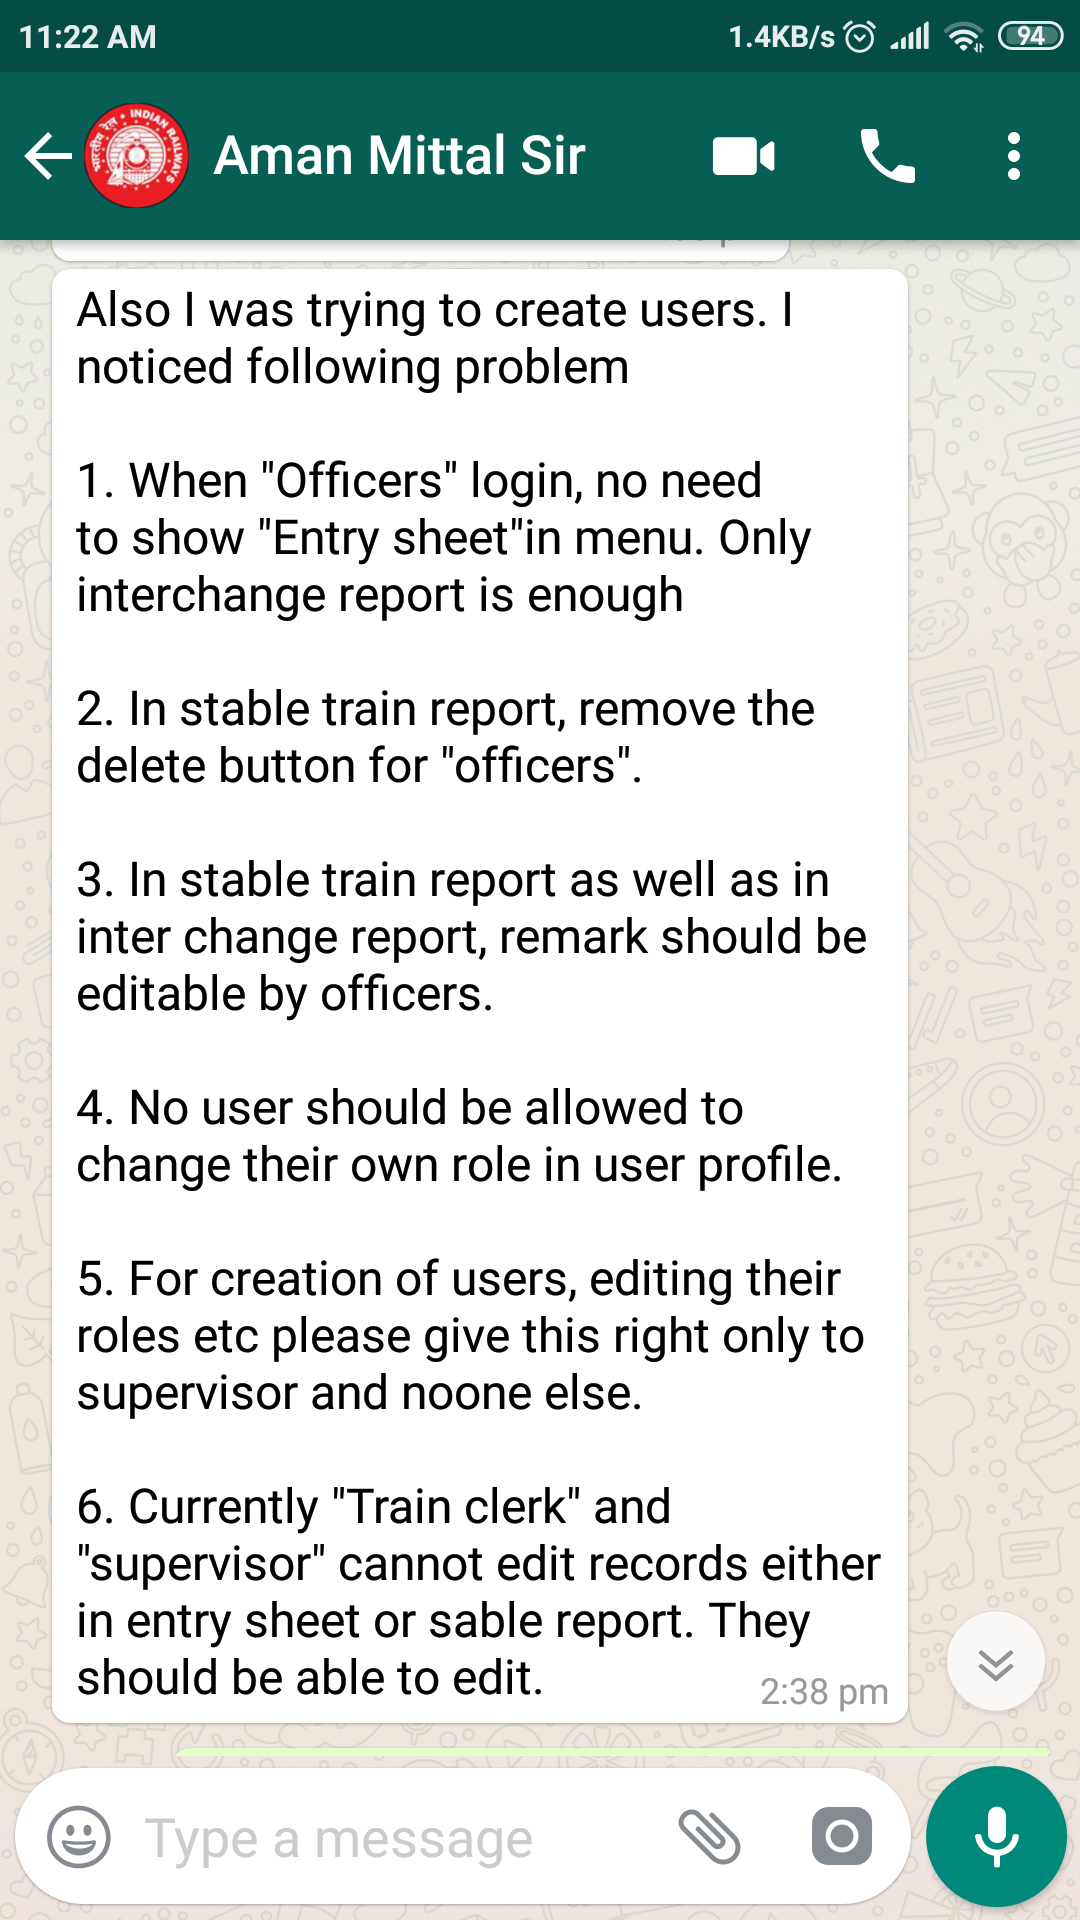 11:22 AM
1.4KB/s
94
भारतीय रेल
INDIAN RAILWAYS
Aman Mittal Sir
Also I was trying to create users. I
noticed following problem
1. When "Officers" login, no need
to show "Entry sheet"in menu. Only
interchange report is enough
2. In stable train report, remove the
delete button for "officers".
3. In stable train report as well as in
inter change report, remark should be
editable by officers.
4. No user should be allowed to
change their own role in user profile.
5. For creation of users, editing their
roles etc please give this right only to
supervisor and noone else.
6. Currently "Train clerk" and
"supervisor" cannot edit records either
in entry sheet or sable report. They
should be able to edit.
2:38 pm
Type a message